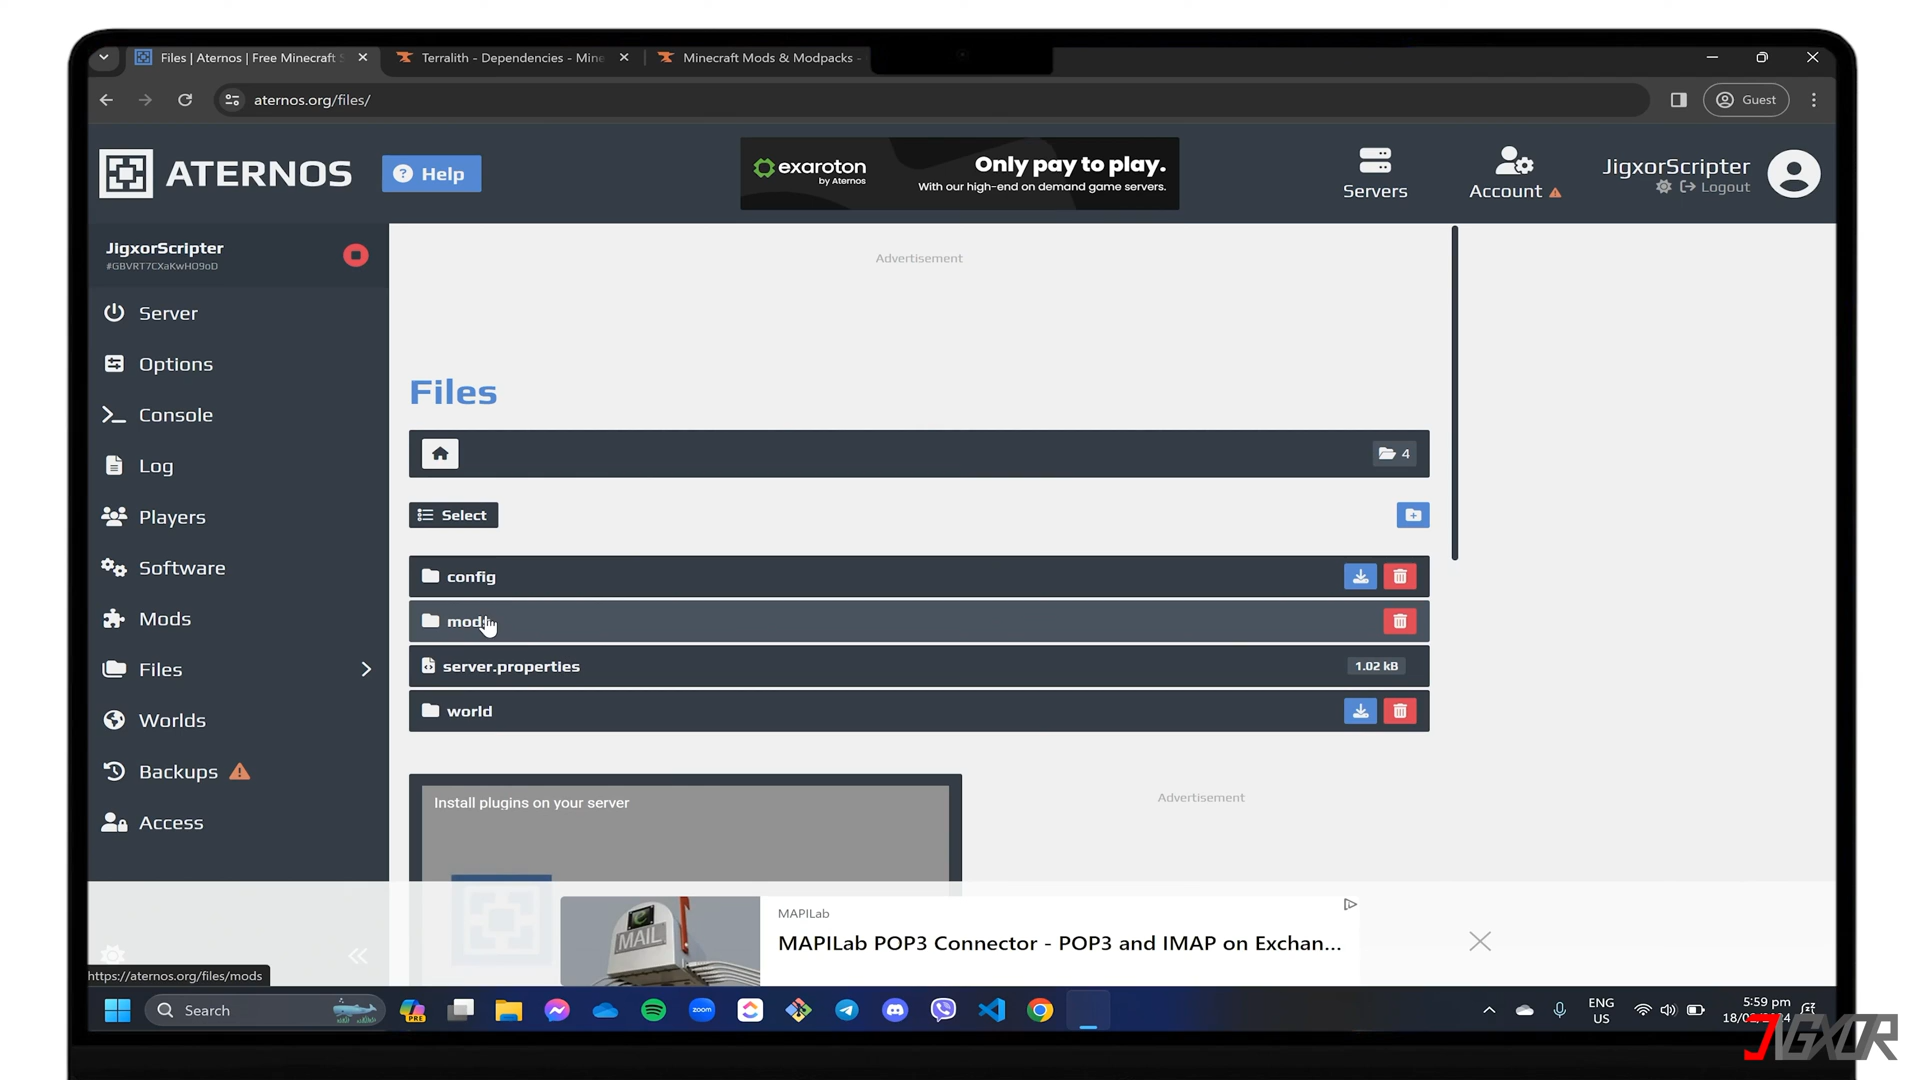 Files | Aternos | Free Minecraft S
Terralith - Dependencies - Mine
Minecraft Mods & Modpacks -
aternos.org/files/
Guest
ATERNOS
Help
exaroton
by Aternos
Only pay to play.
With our high-end on demand game servers.
Servers
Account
JigxorScripter
Logout
JigxorScripter
#GBVRT7CXaKwHO9oD
Server
Options
Console
Log
Players
Software
Mods
Files
Worlds
Backups
Access
Advertisement
Files
4
Select
config
mods
server.properties
1.02 kB
world
Install plugins on your server
Advertisement
MAIL
MAPILab
MAPILab POP3 Connector - POP3 and IMAP on Exchan...
https://aternos.org/files/mods
Search
PRE
zoom
ENG
US
5:59 pm
JIGXOR